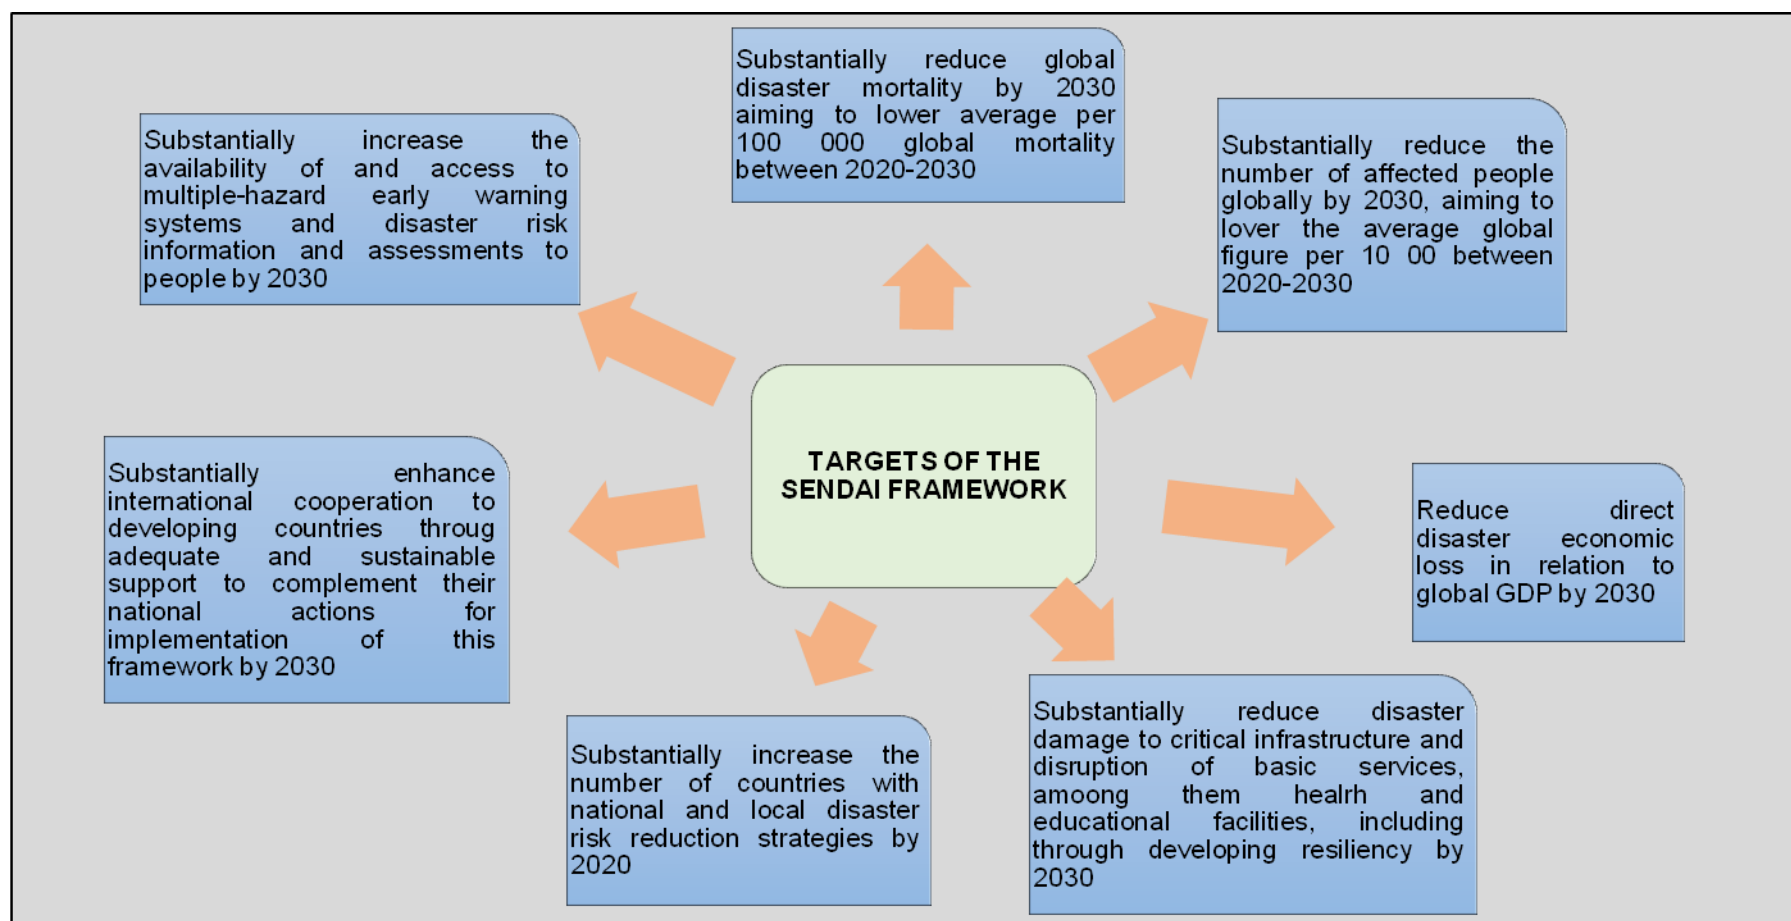 Substantially reduce global
disaster mortality by 2030
aiming to lower average per
100 000 global mortality
between 2020-2030
Substantially reduce the
number of affected people
globally by 2030, aiming to
lover the average global
figure per 10 00 between
2020-2030
Reduce direct
disaster economic
loss in relation to
global GDP by 2030
Substantially reduce disaster
damage to critical infrastructure and
disruption of basic services,
amoong them healrh and
educational facilities, including
through developing resiliency by
2030
Substantially increase the
number of countries with
national and local disaster
risk reduction strategies by
2020
Substantially enhance
international cooperation to
developing countries throug
adequate and sustainable
support to complement their
national actions for
implementation of this
framework by 2030
Substantially increase the
availability of and access to
multiple-hazard early warning
systems and disaster risk
information and assessments to
people by 2030
TARGETS OF THE
SENDAI FRAMEWORK